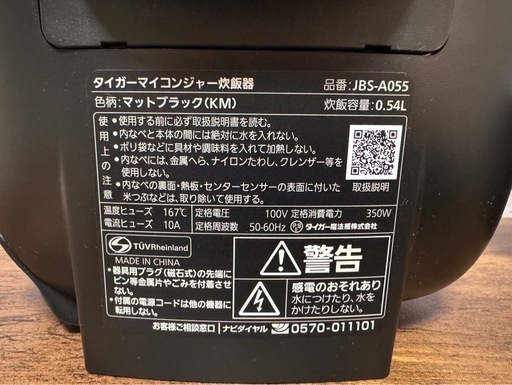 タイガーマイコンジャー炊飯器 品番: JBS-A055
色柄: マットブラック(KM) 炊飯容量: 0.54L
使用上の注意
• 使用する前に必ず取扱説明書を読む。
• 内なべと本体の間には絶対に水を入れない。
• ポリ袋などに具材や調味料を入れて加熱しない。
• 内なべには、金属へら、ナイロンたわし、クレンザー等を
使用しない。
• 内なべの裏面・熱板・センターセンサーの表面に付いた
米つぶなどは、取り除いて使用する。
取扱説明
温度ヒューズ 167℃ 定格電圧 100V 定格消費電力 350W
電流ヒューズ 10A 定格周波数 50-60Hz タイガー魔法瓶株式会社
TÜVRheinland
MADE IN CHINA
• 器具用プラグ(磁石式)の先端に
ピン等金属片やごみを付着させ
ない。
• 付属の電源コードは他の機器に
転用しない。
警告
感電のおそれあり
水につけたり、水を
かけたりしない。
お客様ご相談窓口 ナビダイヤル 0570-011101